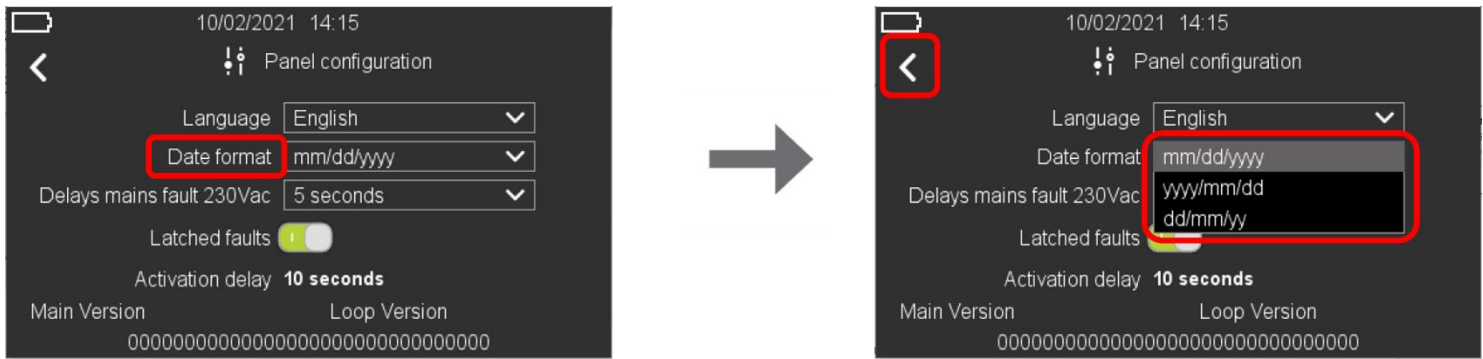 10/02/2021 14:15
Panel configuration
Language English
Date format mm/dd/yyyy
Delays mains fault 230Vac 5 seconds
Latched faults
Activation delay 10 seconds
Main Version Loop Version
00000000000000000000000000000000
10/02/2021 14:15
Panel configuration
Language English
Date format mm/dd/yyyy
Delays mains fault 230Vac yyyy/mm/dd
dd/mm/yy
Latched faults
Activation delay 10 seconds
Main Version Loop Version
00000000000000000000000000000000